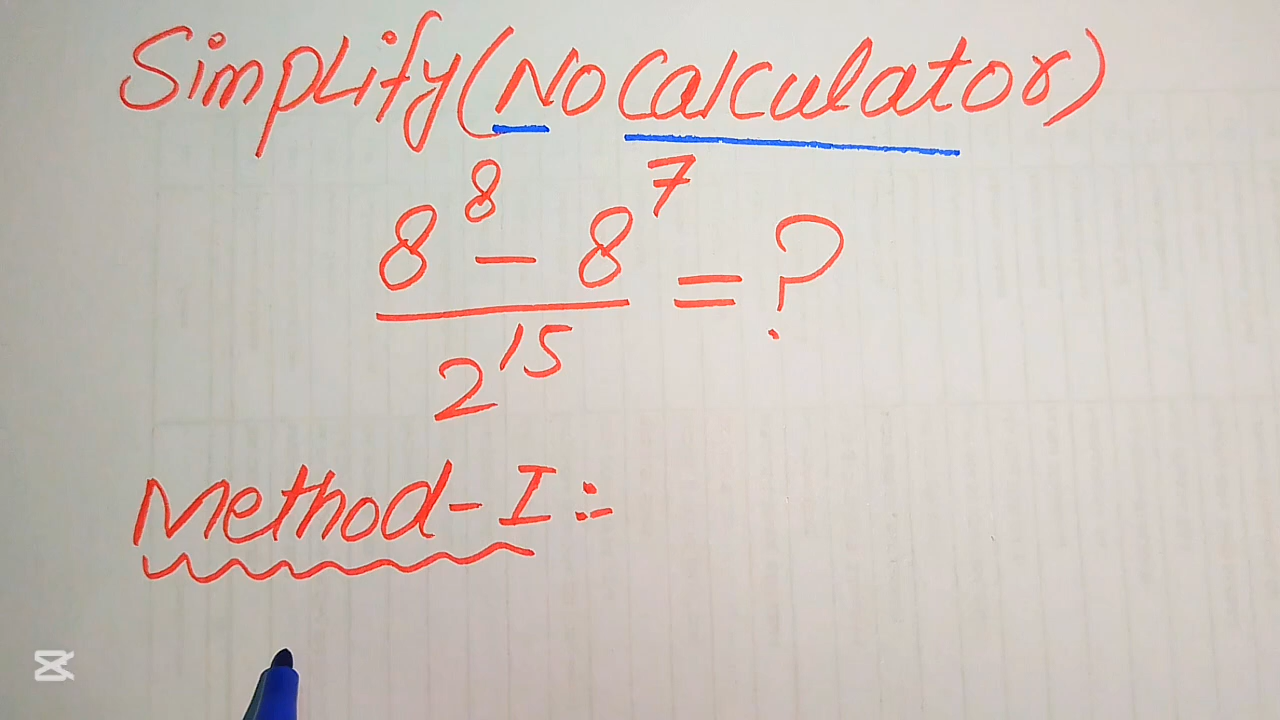 Simplify(No Calculator)
8⁸ - 8⁷
—————— = ?
2¹⁵
Method-I:-